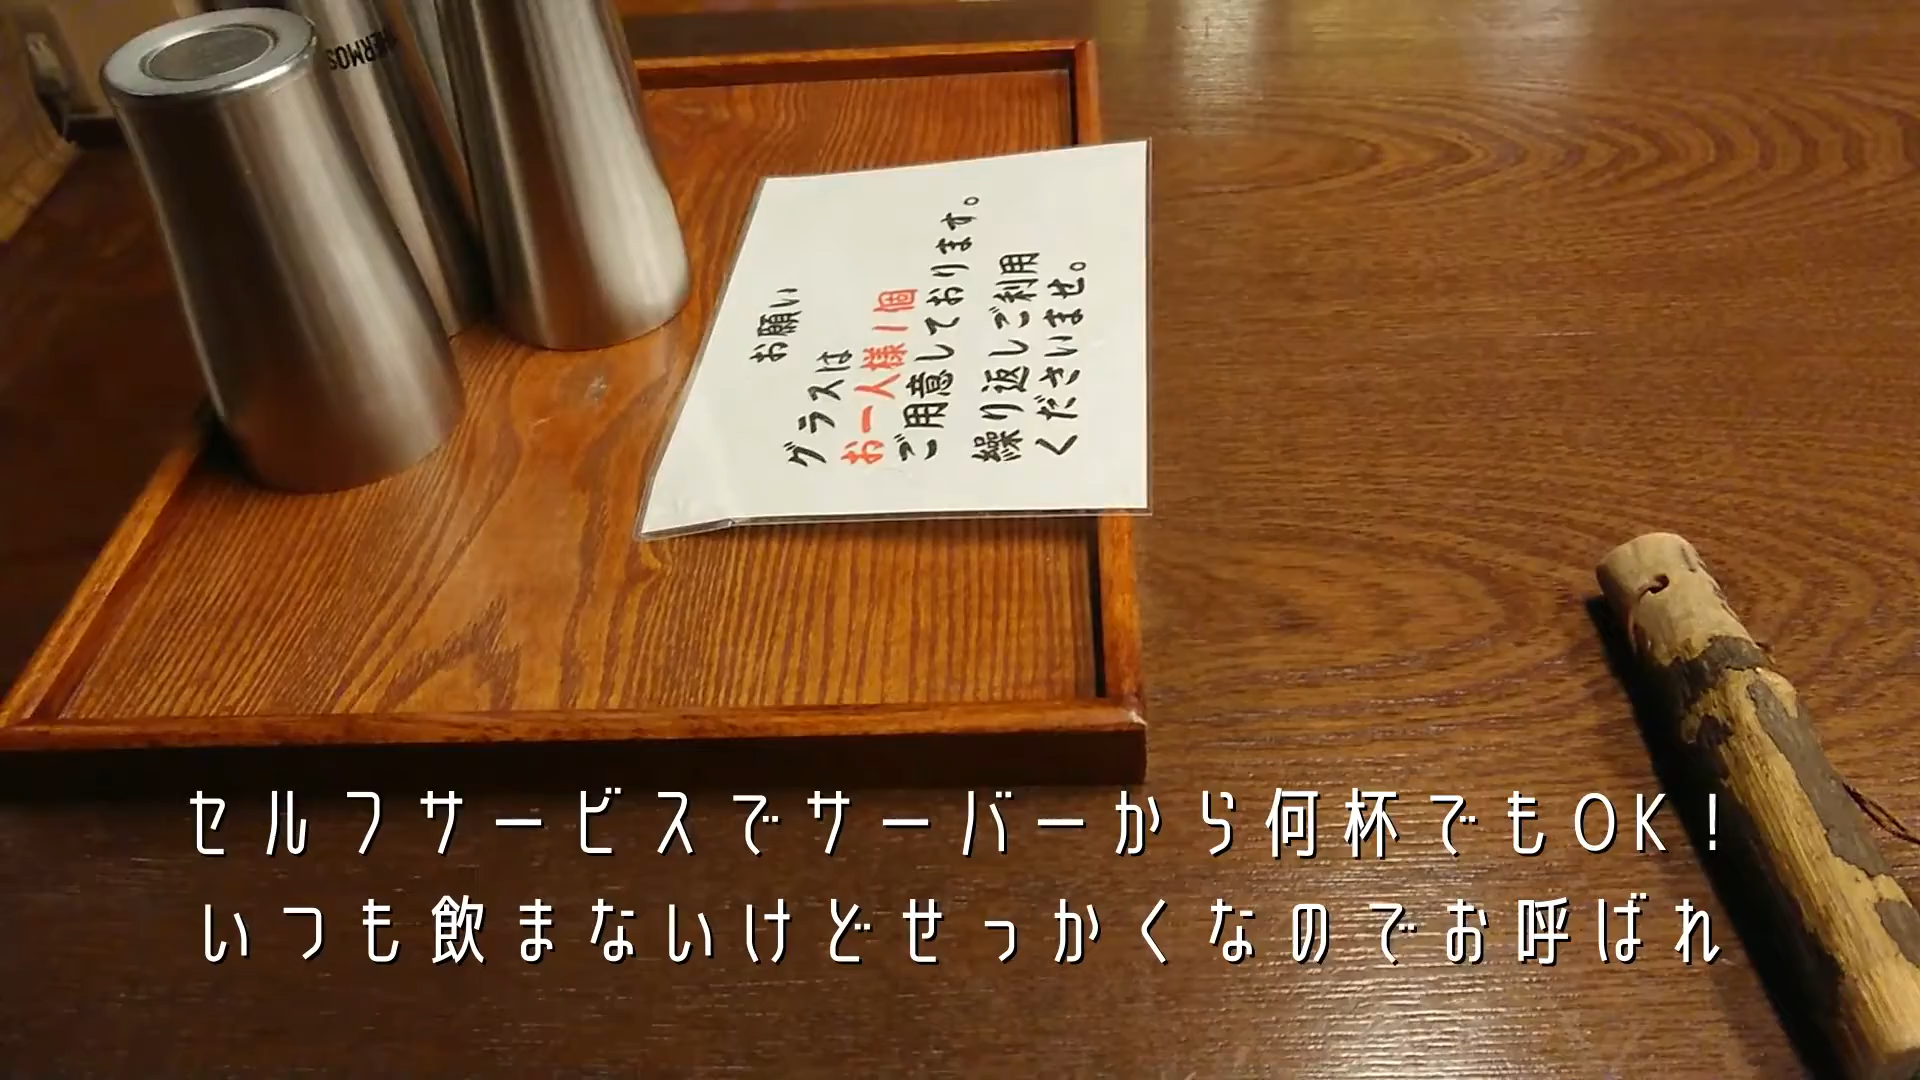 THERMOS
お願い
グラスは
お一人様1個
ご用意しております。
繰り返しご利用
くださいませ。
セルフサービスでサーバーから何杯でもOK！
いつも飲まないけどせっかくなのでお呼ばれ